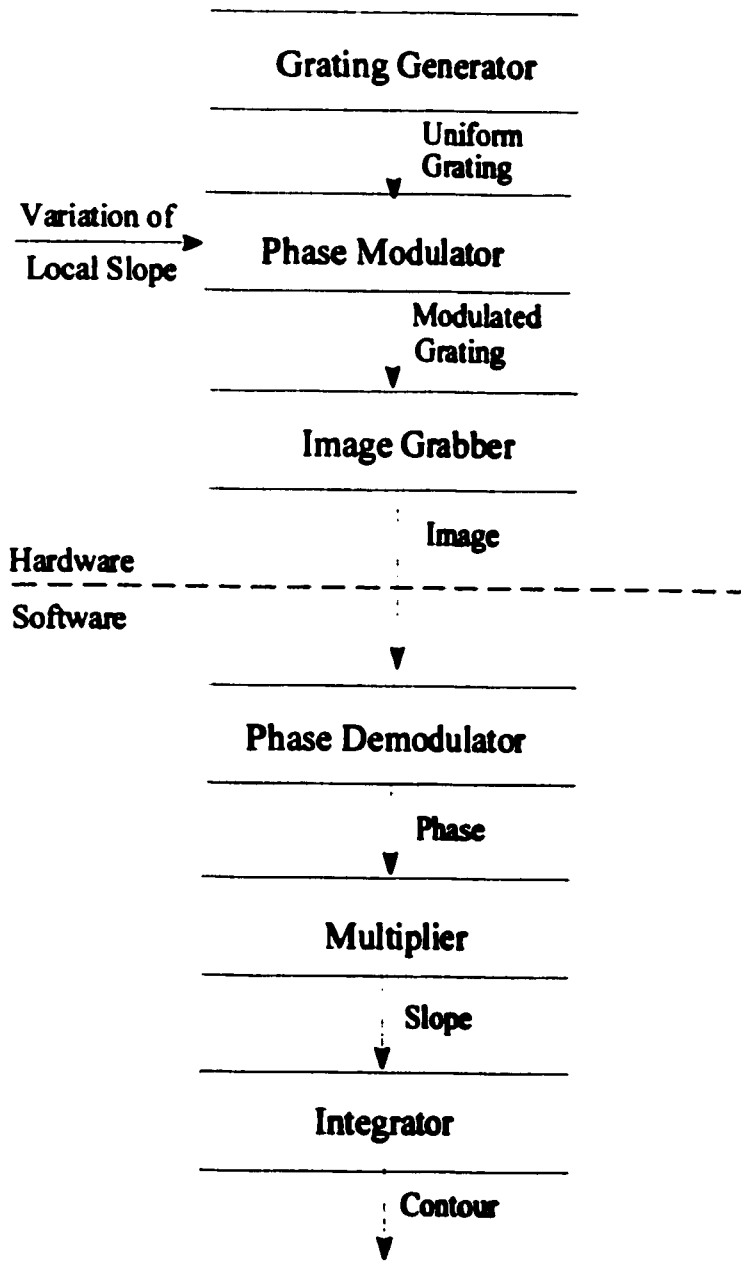 Grating Generator
Uniform
Grating
Variation of
Local Slope
Phase Modulator
Modulated
Grating
Image Grabber
Image
Hardware
Software
Phase Demodulator
Phase
Multiplier
Slope
Integrator
Contour